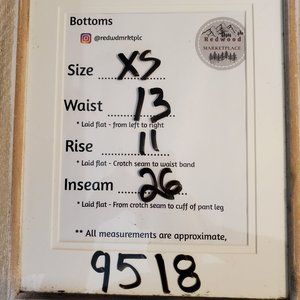 Bottoms
@redwdmrktplc
Redwood
MARKETPLACE
Size XS
Waist 13
* Laid flat - from left to right
Rise 11
* Laid flat - Crotch seam to waist band
Inseam 26
* Laid flat - From crotch seam to cuff of pant leg
** All measurements are approximate,
9518